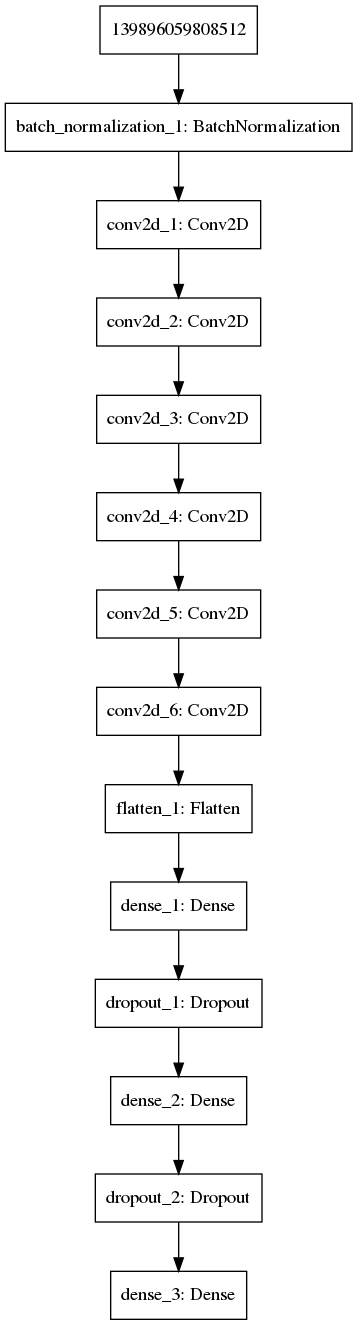 139896059808512
batch_normalization_1: BatchNormalization
conv2d_1: Conv2D
conv2d_2: Conv2D
conv2d_3: Conv2D
conv2d_4: Conv2D
conv2d_5: Conv2D
conv2d_6: Conv2D
flatten_1: Flatten
dense_1: Dense
dropout_1: Dropout
dense_2: Dense
dropout_2: Dropout
dense_3: Dense